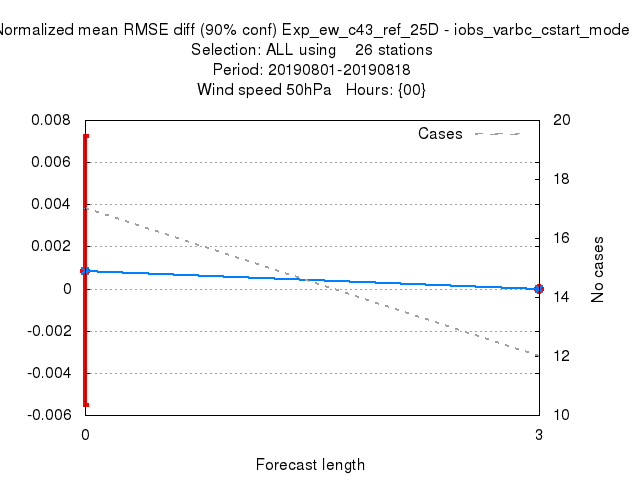 Normalized mean RMSE diff (90% conf) Exp_ew_c43_ref_25D - iobs_varbc_cstart_mode
Selection: ALL using 26 stations
Period: 20190801-20190818
Wind speed 50hPa Hours: {00}
Cases
0.008
0.006
0.004
0.002
0
-0.002
-0.004
-0.006
20
18
16
14
12
10
No cases
0
3
Forecast length